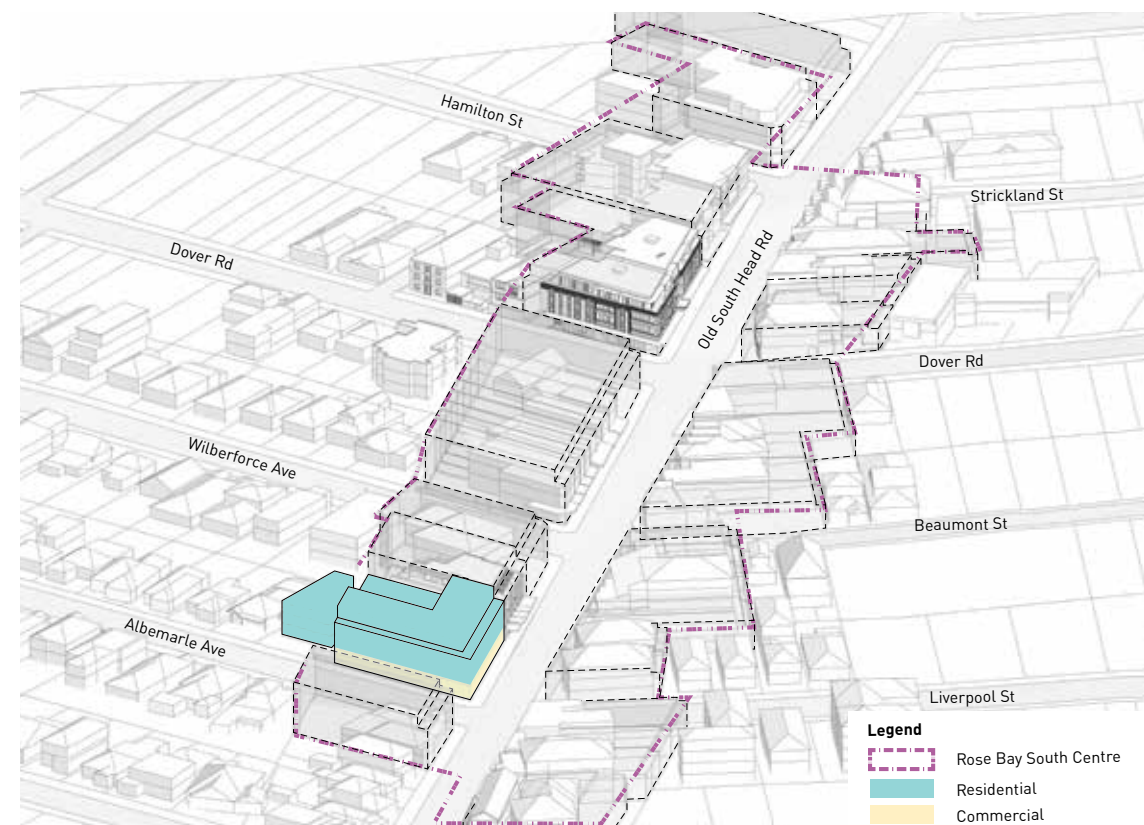 Hamilton St
Strickland St
Dover Rd
Old South Head Rd
Dover Rd
Wilberforce Ave
Beaumont St
Albemarle Ave
Liverpool St
Legend
Rose Bay South Centre
Residential
Commercial